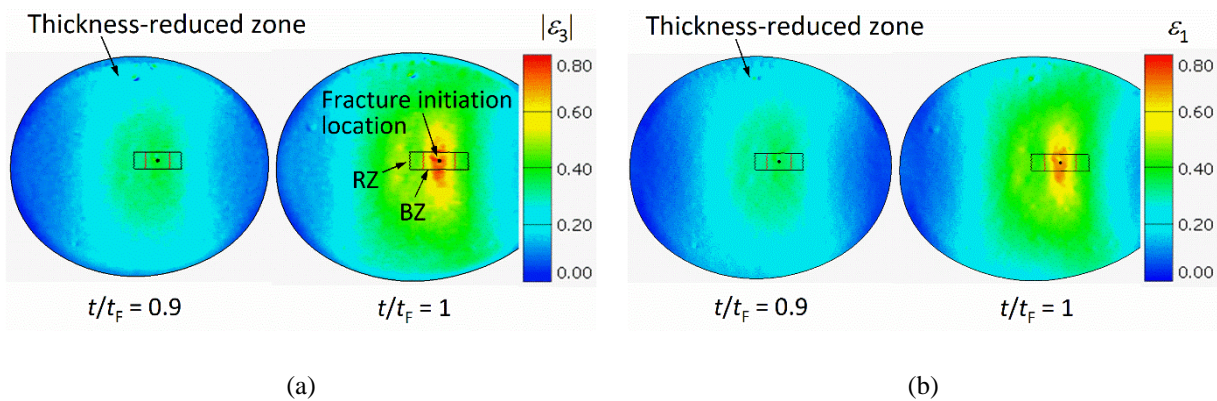 Thickness-reduced zone
|ε3|
0.80
0.60
0.40
0.20
0.00
Fracture initiation
location
RZ
BZ
t/tF = 0.9
t/tF = 1
(a)
Thickness-reduced zone
ε1
0.80
0.60
0.40
0.20
0.00
t/tF = 0.9
t/tF = 1
(b)